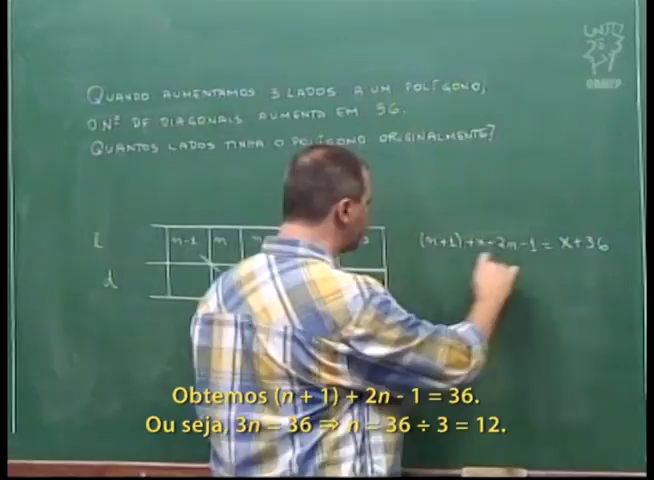 QUANDO AUMENTAMOS 3 LADOS A UM POLÍGONO,
O Nº DE DIAGONAIS AUMENTA EM 36.
QUANTOS LADOS TINHA O POLÍGONO ORIGINALMENTE?
L n-1 n
(n+1)+x+2n-1 = x+36
d
OBMEP
Obtemos (n + 1) + 2n - 1 = 36.
Ou seja, 3n = 36 ⇒ n = 36 ÷ 3 = 12.